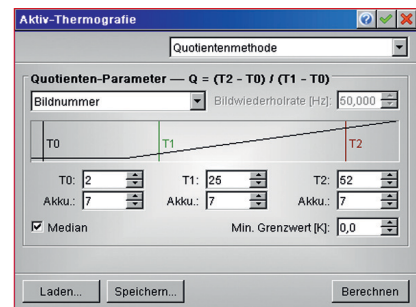 Aktiv-Thermografie
Quotientenmethode
Quotienten-Parameter — Q = (T2 - T0) / (T1 - T0)
Bildnummer Bildwiederholrate [Hz]: 50,000
T0 T1 T2
T0: 2 T1: 25 T2: 52
Akku.: 7 Akku.: 7 Akku.: 7
Median Min. Grenzwert [K]: 0,0
Laden... Speichern... Berechnen